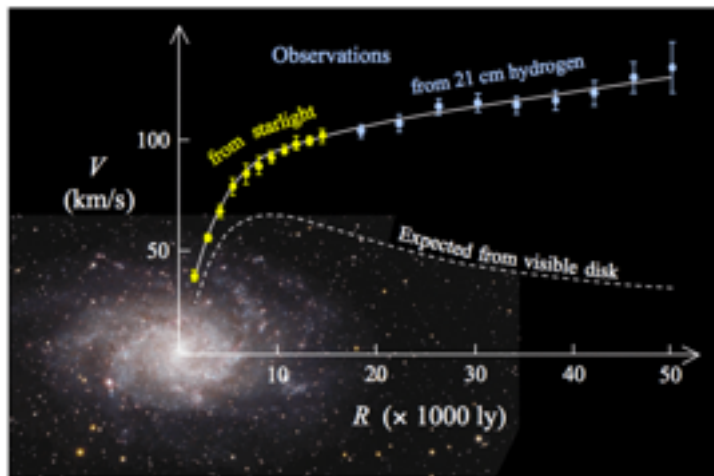 Observations
from 21 cm hydrogen
from starlight
100
V
(km/s)
50
Expected from visible disk
10
20
30
40
50
R (× 1000 ly)